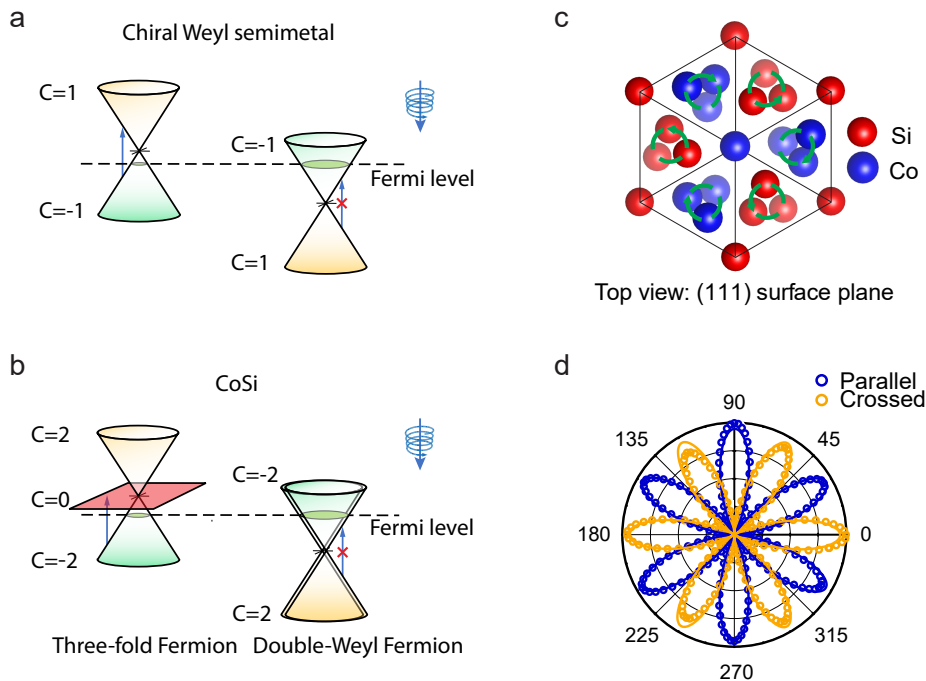 a
Chiral Weyl semimetal
C=1
C=-1
C=-1
Fermi level
C=1
b
CoSi
C=2
C=0
C=-2
C=-2
Fermi level
C=2
Three-fold Fermion
Double-Weyl Fermion
c
Si
Co
Top view: (111) surface plane
d
Parallel
Crossed
90
135
45
180
0
225
315
270